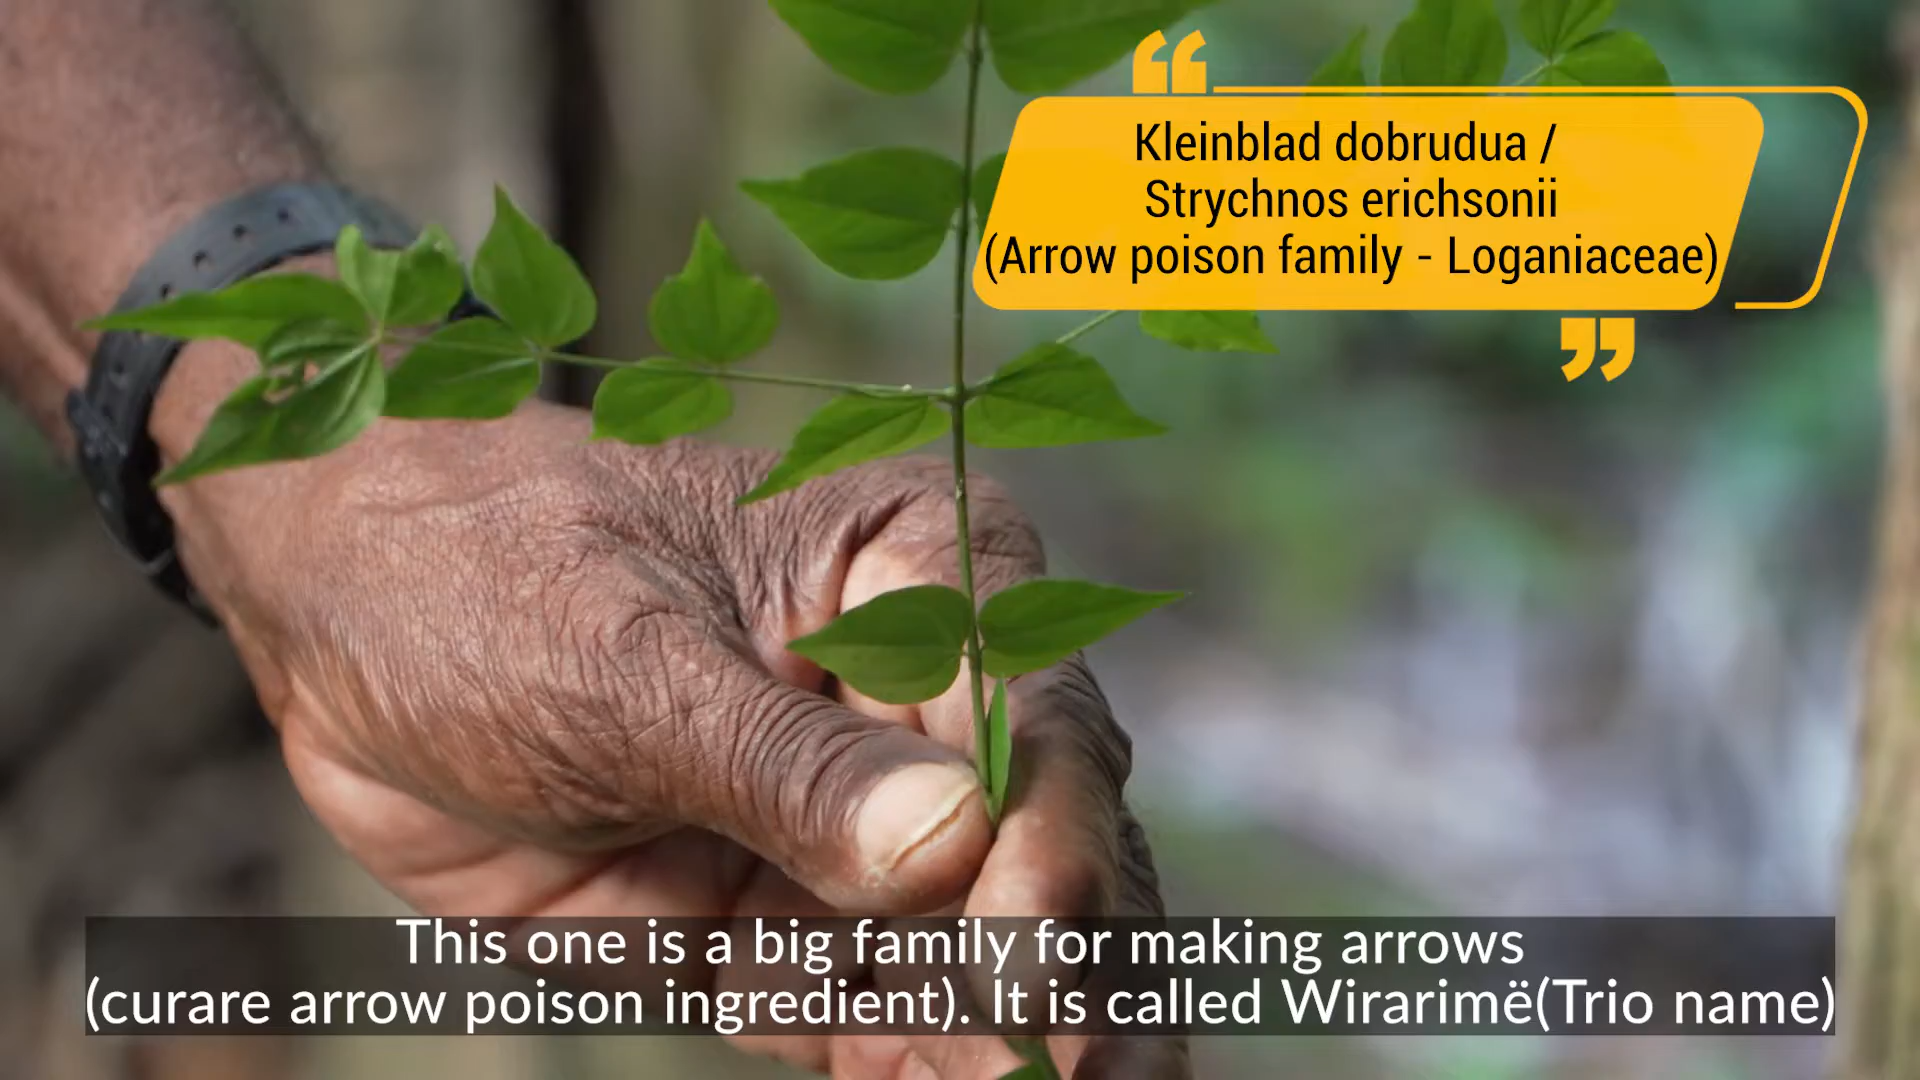 Kleinblad dobrudua /
Strychnos erichsonii
(Arrow poison family - Loganiaceae)
This one is a big family for making arrows
(curare arrow poison ingredient). It is called Wirarimë(Trio name)